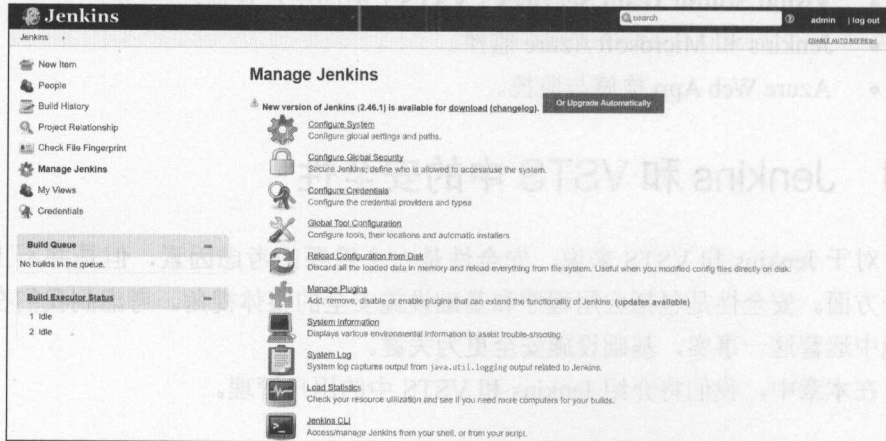 Jenkins
search
admin | log out
Jenkins
ENABLE AUTO REFRESH
New Item
People
Build History
Project Relationship
Check File Fingerprint
Manage Jenkins
My Views
Credentials
Build Queue
No builds in the queue.
Build Executor Status
1 Idle
2 Idle
Manage Jenkins
New version of Jenkins (2.46.1) is available for download (changelog).
Or Upgrade Automatically
Configure System
Configure global settings and paths.
Configure Global Security
Secure Jenkins; define who is allowed to access/use the system.
Configure Credentials
Configure the credential providers and types
Global Tool Configuration
Configure tools, their locations and automatic installers
Reload Configuration from Disk
Discard all the loaded data in memory and reload everything from file system. Useful when you modified config files directly on disk.
Manage Plugins
Add, remove, disable or enable plugins that can extend the functionality of Jenkins. (updates available)
System Information
Displays various environmental information to assist trouble-shooting.
System Log
System log captures output from java.util.logging output related to Jenkins.
Load Statistics
Check your resource utilization and see if you need more computers for your builds.
Jenkins CLI
Access/manage Jenkins from your shell, or from your script.